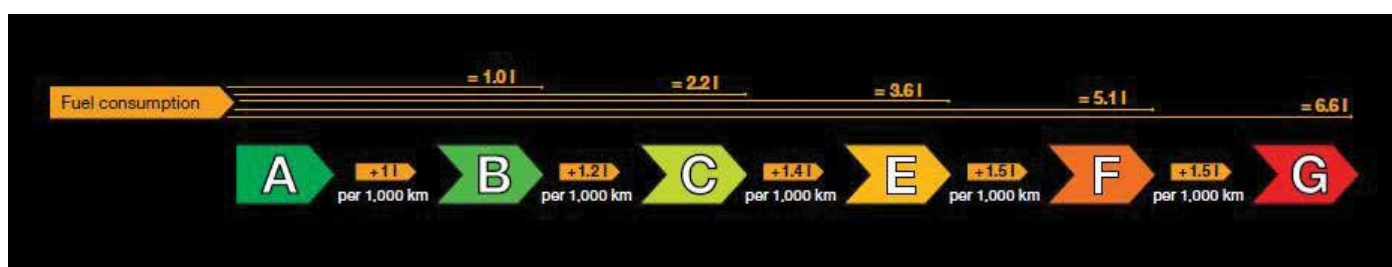 = 1.0 l
= 2.2 l
= 3.6 l
= 5.1 l
= 6.6 l
Fuel consumption
A
+1 l
per 1,000 km
B
+1.2 l
per 1,000 km
C
+1.4 l
per 1,000 km
E
+1.5 l
per 1,000 km
F
+1.5 l
per 1,000 km
G